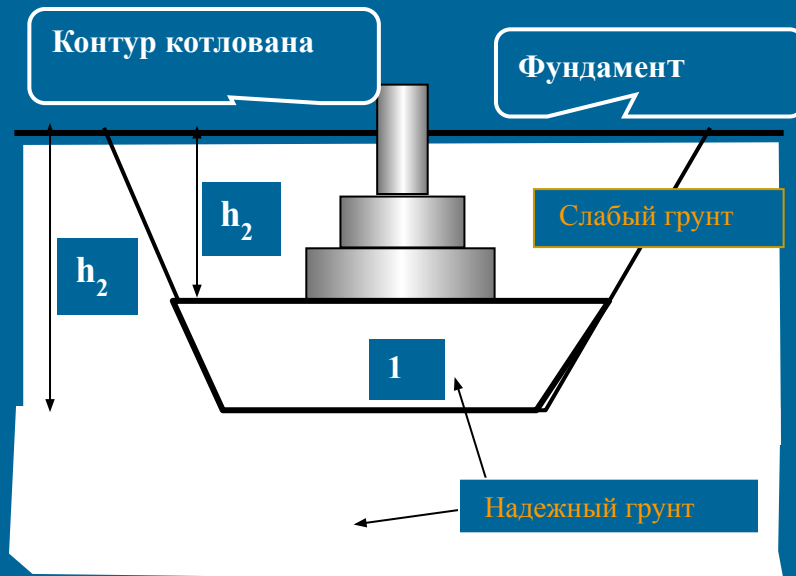 Контур котлована
Фундамент
h2
Слабый грунт
h2
1
Надежный грунт